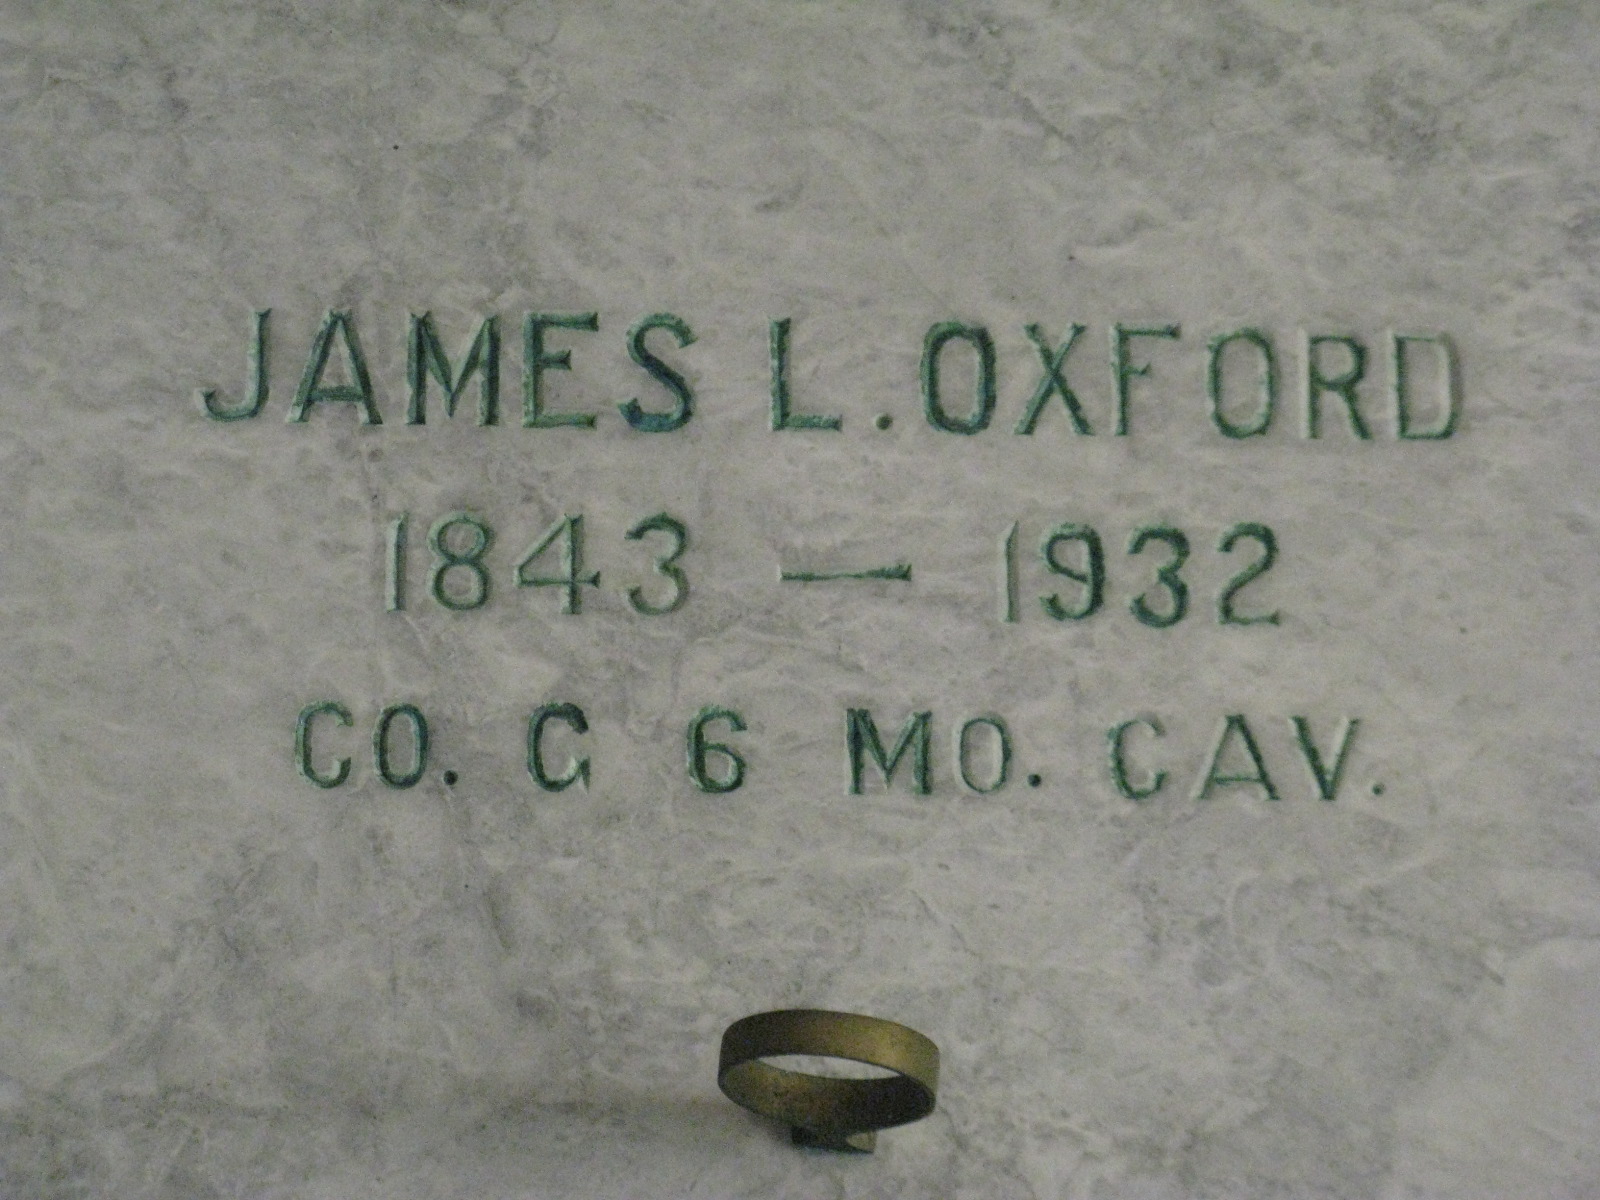 JAMES L. OXFORD
1843 — 1932
CO. C 6 MO. CAV.